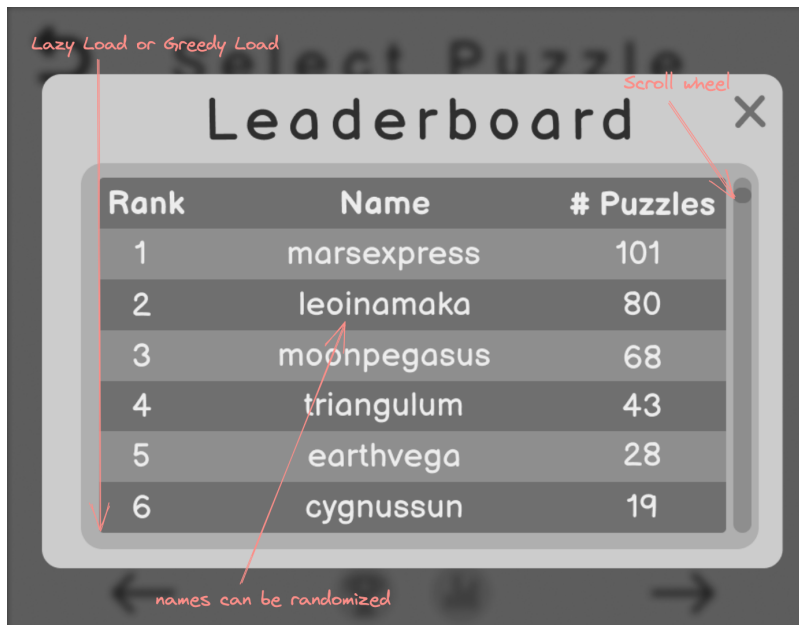 Lazy Load or Greedy Load
Select Puzzle
Scroll wheel
Leaderboard
Rank Name # Puzzles
1 marsexpress 101
2 leoinamaka 80
3 moonpegasus 68
4 triangulum 43
5 earthvega 28
6 cygnussun 19
names can be randomized